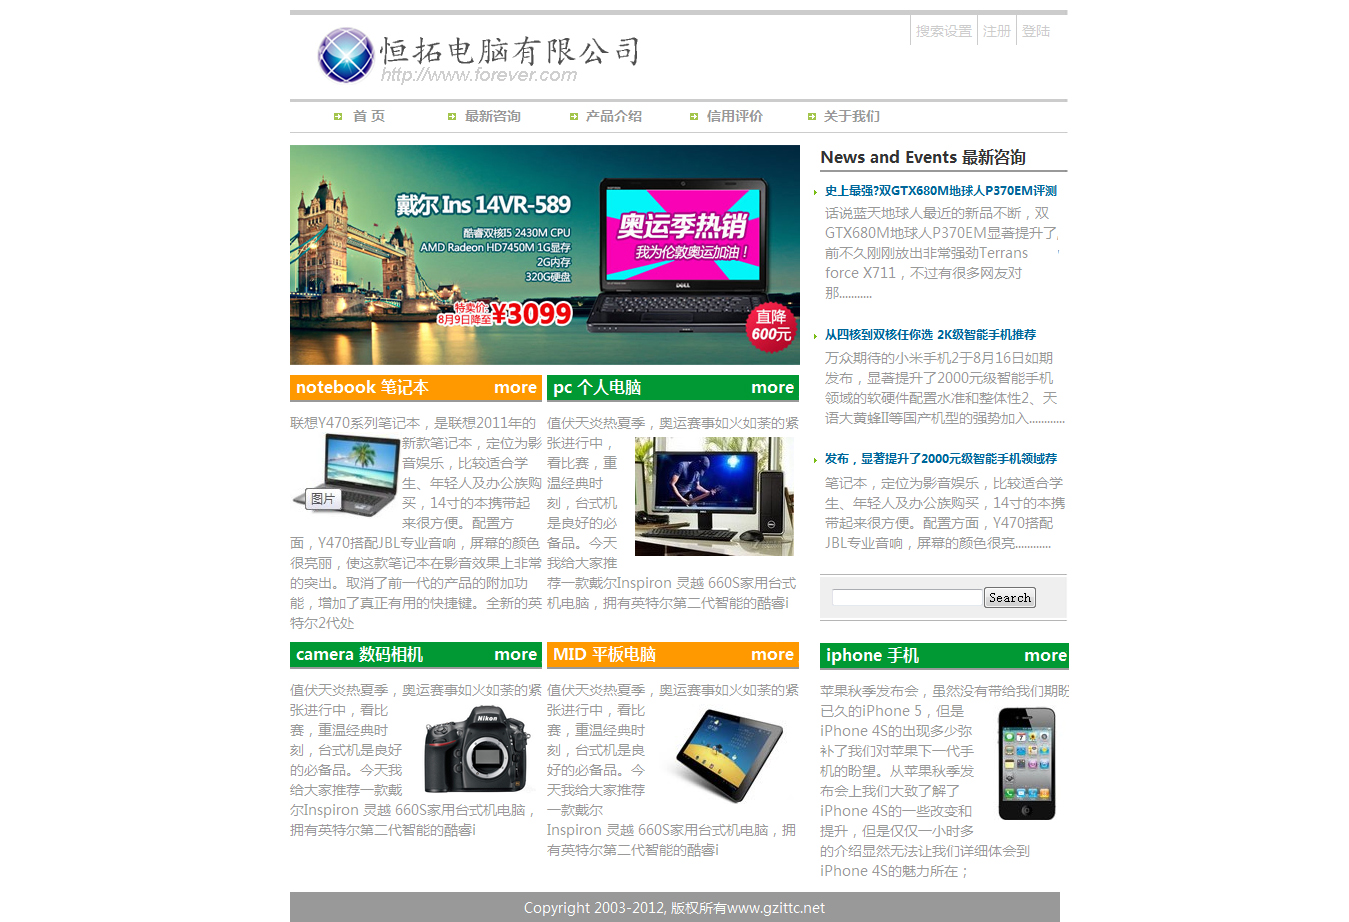 恒拓电脑有限公司
http://www.forever.com
搜索设置 注册 登陆
首 页 最新咨询 产品介绍 信用评价 关于我们
戴尔 Ins 14VR-589
酷睿双核I5 2430M CPU
AMD Radeon HD7450M 1G显存
2G内存
320G硬盘
特卖价:
8月9日降至 ¥3099
奥运季热销
我为伦敦奥运加油！
DELL
直降
600元
News and Events 最新咨询
史上最强?双GTX680M地球人P370EM评测
话说蓝天地球人最近的新品不断，双
GTX680M地球人P370EM显著提升了,
前不久刚刚放出非常强劲Terrans
force X711，不过有很多网友对
那...........
从四核到双核任你选 2K级智能手机推荐
万众期待的小米手机2于8月16日如期
发布，显著提升了2000元级智能手机
领域的软硬件配置水准和整体性2、天
语大黄蜂II等国产机型的强势加入............
发布，显著提升了2000元级智能手机领域荐
笔记本，定位为影音娱乐，比较适合学
生、年轻人及办公族购买，14寸的本携
带起来很方便。配置方面，Y470搭配
JBL专业音响，屏幕的颜色很亮............
Search
notebook 笔记本 more
联想Y470系列笔记本，是联想2011年的
新款笔记本，定位为影
音娱乐，比较适合学
生、年轻人及办公族购
买，14寸的本携带起
来很方便。配置方
图片
面，Y470搭配JBL专业音响，屏幕的颜色
很亮丽，使这款笔记本在影音效果上非常
的突出。取消了前一代的产品的附加功
能，增加了真正有用的快捷键。全新的英
特尔2代处
pc 个人电脑 more
值伏天炎热夏季，奥运赛事如火如荼的紧
张进行中，
看比赛，重
温经典时
刻，台式机
是良好的必
备品。今天
我给大家推
荐一款戴尔Inspiron 灵越 660S家用台式
机电脑，拥有英特尔第二代智能的酷睿i
camera 数码相机 more
值伏天炎热夏季，奥运赛事如火如荼的紧
张进行中，看比
赛，重温经典时
刻，台式机是良好
的必备品。今天我
给大家推荐一款戴
尔Inspiron 灵越 660S家用台式机电脑，
拥有英特尔第二代智能的酷睿i
Nikon
MID 平板电脑 more
值伏天炎热夏季，奥运赛事如火如荼的紧
张进行中，看比
赛，重温经典时
刻，台式机是良
好的必备品。今
天我给大家推荐
一款戴尔
Inspiron 灵越 660S家用台式机电脑，拥
有英特尔第二代智能的酷睿i
iphone 手机 more
苹果秋季发布会，虽然没有带给我们期盼
已久的iPhone 5，但是
iPhone 4S的出现多少弥
补了我们对苹果下一代手
机的盼望。从苹果秋季发
布会上我们大致了解了
iPhone 4S的一些改变和
提升，但是仅仅一小时多
的介绍显然无法让我们详细体会到
iPhone 4S的魅力所在；
Copyright 2003-2012, 版权所有www.gzittc.net